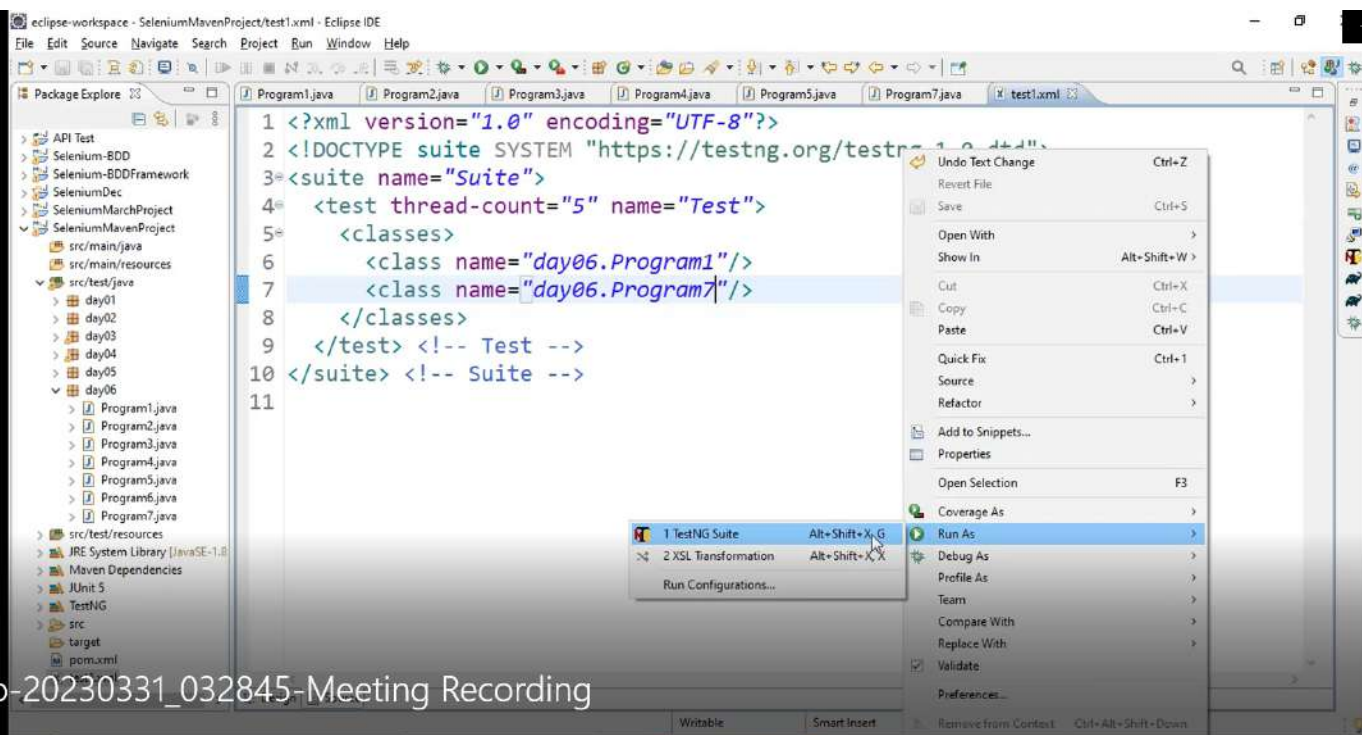 eclipse-workspace - SeleniumMavenProject/test1.xml - Eclipse IDE
File Edit Source Navigate Search Project Run Window Help
Package Explore
Program1.java
Program2.java
Program3.java
Program4.java
Program5.java
Program7.java
test1.xml
API Test
Selenium-BDD
Selenium-BDDFramework
SeleniumDec
SeleniumMarchProject
SeleniumMavenProject
src/main/java
src/main/resources
src/test/java
day01
day02
day03
day04
day05
day06
Program1.java
Program2.java
Program3.java
Program4.java
Program5.java
Program6.java
Program7.java
src/test/resources
JRE System Library [JavaSE-1.8
Maven Dependencies
JUnit 5
TestNG
src
target
pom.xml
1 <?xml version="1.0" encoding="UTF-8"?>
2 <!DOCTYPE suite SYSTEM "https://testng.org/testng-1.0.dtd">
3 <suite name="Suite">
4 <test thread-count="5" name="Test">
5 <classes>
6 <class name="day06.Program1"/>
7 <class name="day06.Program7"/>
8 </classes>
9 </test> <!-- Test -->
10 </suite> <!-- Suite -->
11
Undo Text Change Ctrl+Z
Revert File
Save Ctrl+S
Open With
Show In Alt+Shift+W >
Cut Ctrl+X
Copy Ctrl+C
Paste Ctrl+V
Quick Fix Ctrl+1
Source
Refactor
Add to Snippets...
Properties
Open Selection F3
Coverage As
Run As
Debug As
Profile As
Team
Compare With
Replace With
Validate
Preferences...
Remove from Context Ctrl+Alt+Shift+Down
1 TestNG Suite Alt+Shift+X, G
2 XSL Transformation Alt+Shift+X, X
Run Configurations...
-20230331_032845-Meeting Recording
Writable
Smart Insert